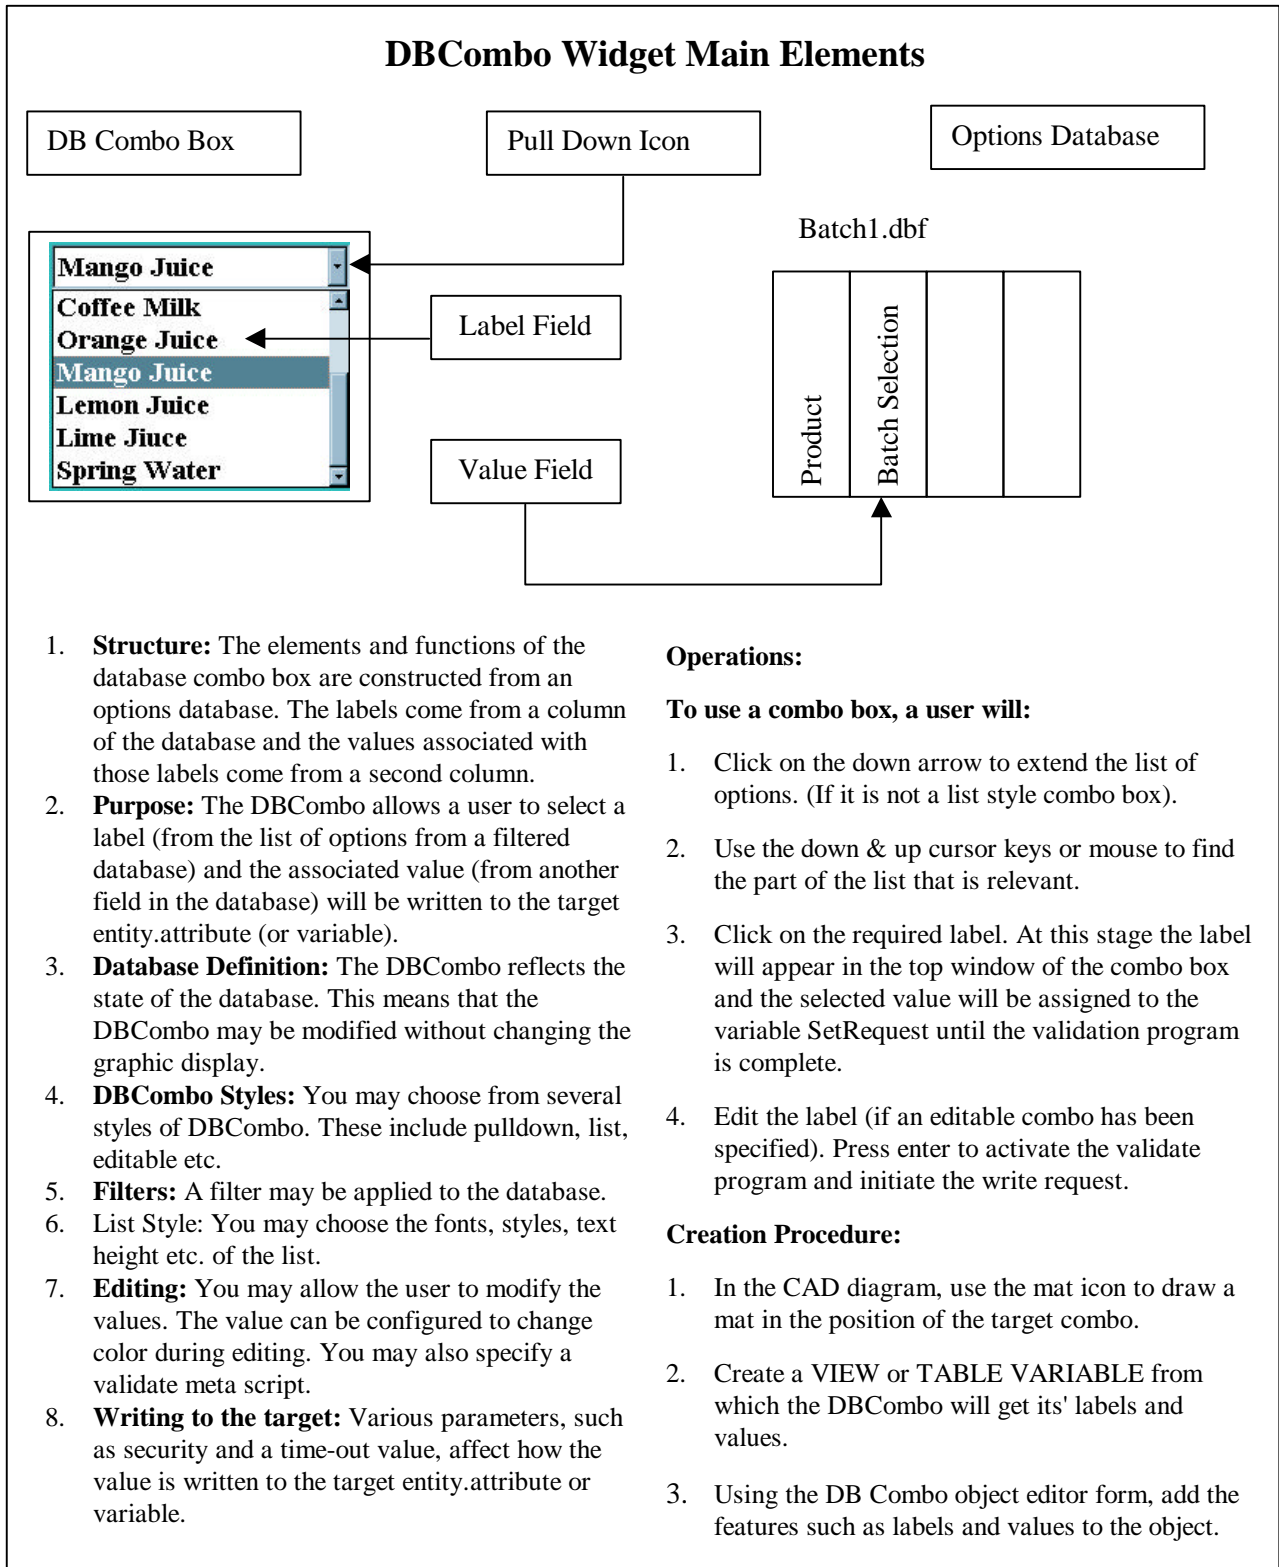 DBCombo Widget Main Elements
DB Combo Box
Pull Down Icon
Options Database
Batch1.dbf
Mango Juice
Coffee Milk
Orange Juice
Mango Juice
Lemon Juice
Lime Jiuce
Spring Water
Label Field
Value Field
Product
Batch Selection
1. Structure: The elements and functions of the
database combo box are constructed from an
options database. The labels come from a column
of the database and the values associated with
those labels come from a second column.
2. Purpose: The DBCombo allows a user to select a
label (from the list of options from a filtered
database) and the associated value (from another
field in the database) will be written to the target
entity.attribute (or variable).
3. Database Definition: The DBCombo reflects the
state of the database. This means that the
DBCombo may be modified without changing the
graphic display.
4. DBCombo Styles: You may choose from several
styles of DBCombo. These include pulldown, list,
editable etc.
5. Filters: A filter may be applied to the database.
6. List Style: You may choose the fonts, styles, text
height etc. of the list.
7. Editing: You may allow the user to modify the
values. The value can be configured to change
color during editing. You may also specify a
validate meta script.
8. Writing to the target: Various parameters, such
as security and a time-out value, affect how the
value is written to the target entity.attribute or
variable.
Operations:
To use a combo box, a user will:
1. Click on the down arrow to extend the list of
options. (If it is not a list style combo box).
2. Use the down & up cursor keys or mouse to find
the part of the list that is relevant.
3. Click on the required label. At this stage the label
will appear in the top window of the combo box
and the selected value will be assigned to the
variable SetRequest until the validation program
is complete.
4. Edit the label (if an editable combo has been
specified). Press enter to activate the validate
program and initiate the write request.
Creation Procedure:
1. In the CAD diagram, use the mat icon to draw a
mat in the position of the target combo.
2. Create a VIEW or TABLE VARIABLE from
which the DBCombo will get its' labels and
values.
3. Using the DB Combo object editor form, add the
features such as labels and values to the object.